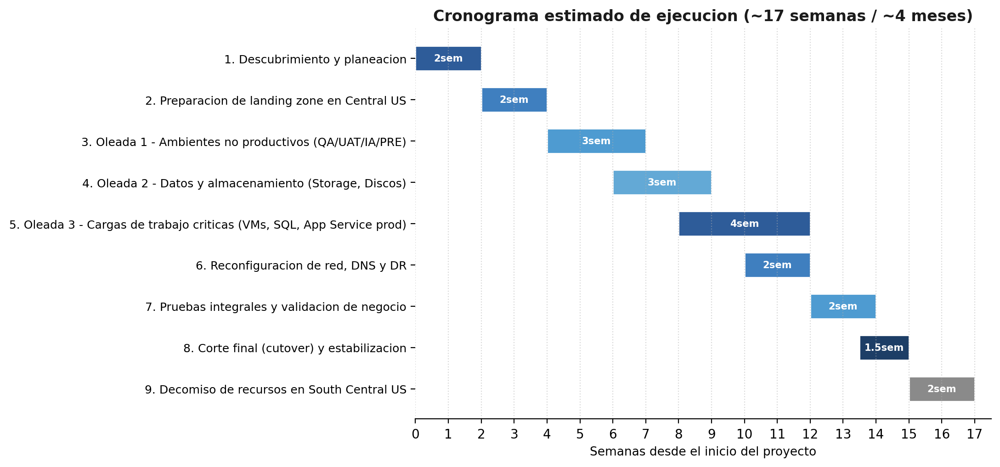 Cronograma estimado de ejecucion (~17 semanas / ~4 meses)
1. Descubrimiento y planeacion
2sem
2. Preparacion de landing zone en Central US
2sem
3. Oleada 1 - Ambientes no productivos (QA/UAT/IA/PRE)
3sem
4. Oleada 2 - Datos y almacenamiento (Storage, Discos)
3sem
5. Oleada 3 - Cargas de trabajo criticas (VMs, SQL, App Service prod)
4sem
6. Reconfiguracion de red, DNS y DR
2sem
7. Pruebas integrales y validacion de negocio
2sem
8. Corte final (cutover) y estabilizacion
1.5sem
9. Decomiso de recursos en South Central US
2sem
0 1 2 3 4 5 6 7 8 9 10 11 12 13 14 15 16 17
Semanas desde el inicio del proyecto